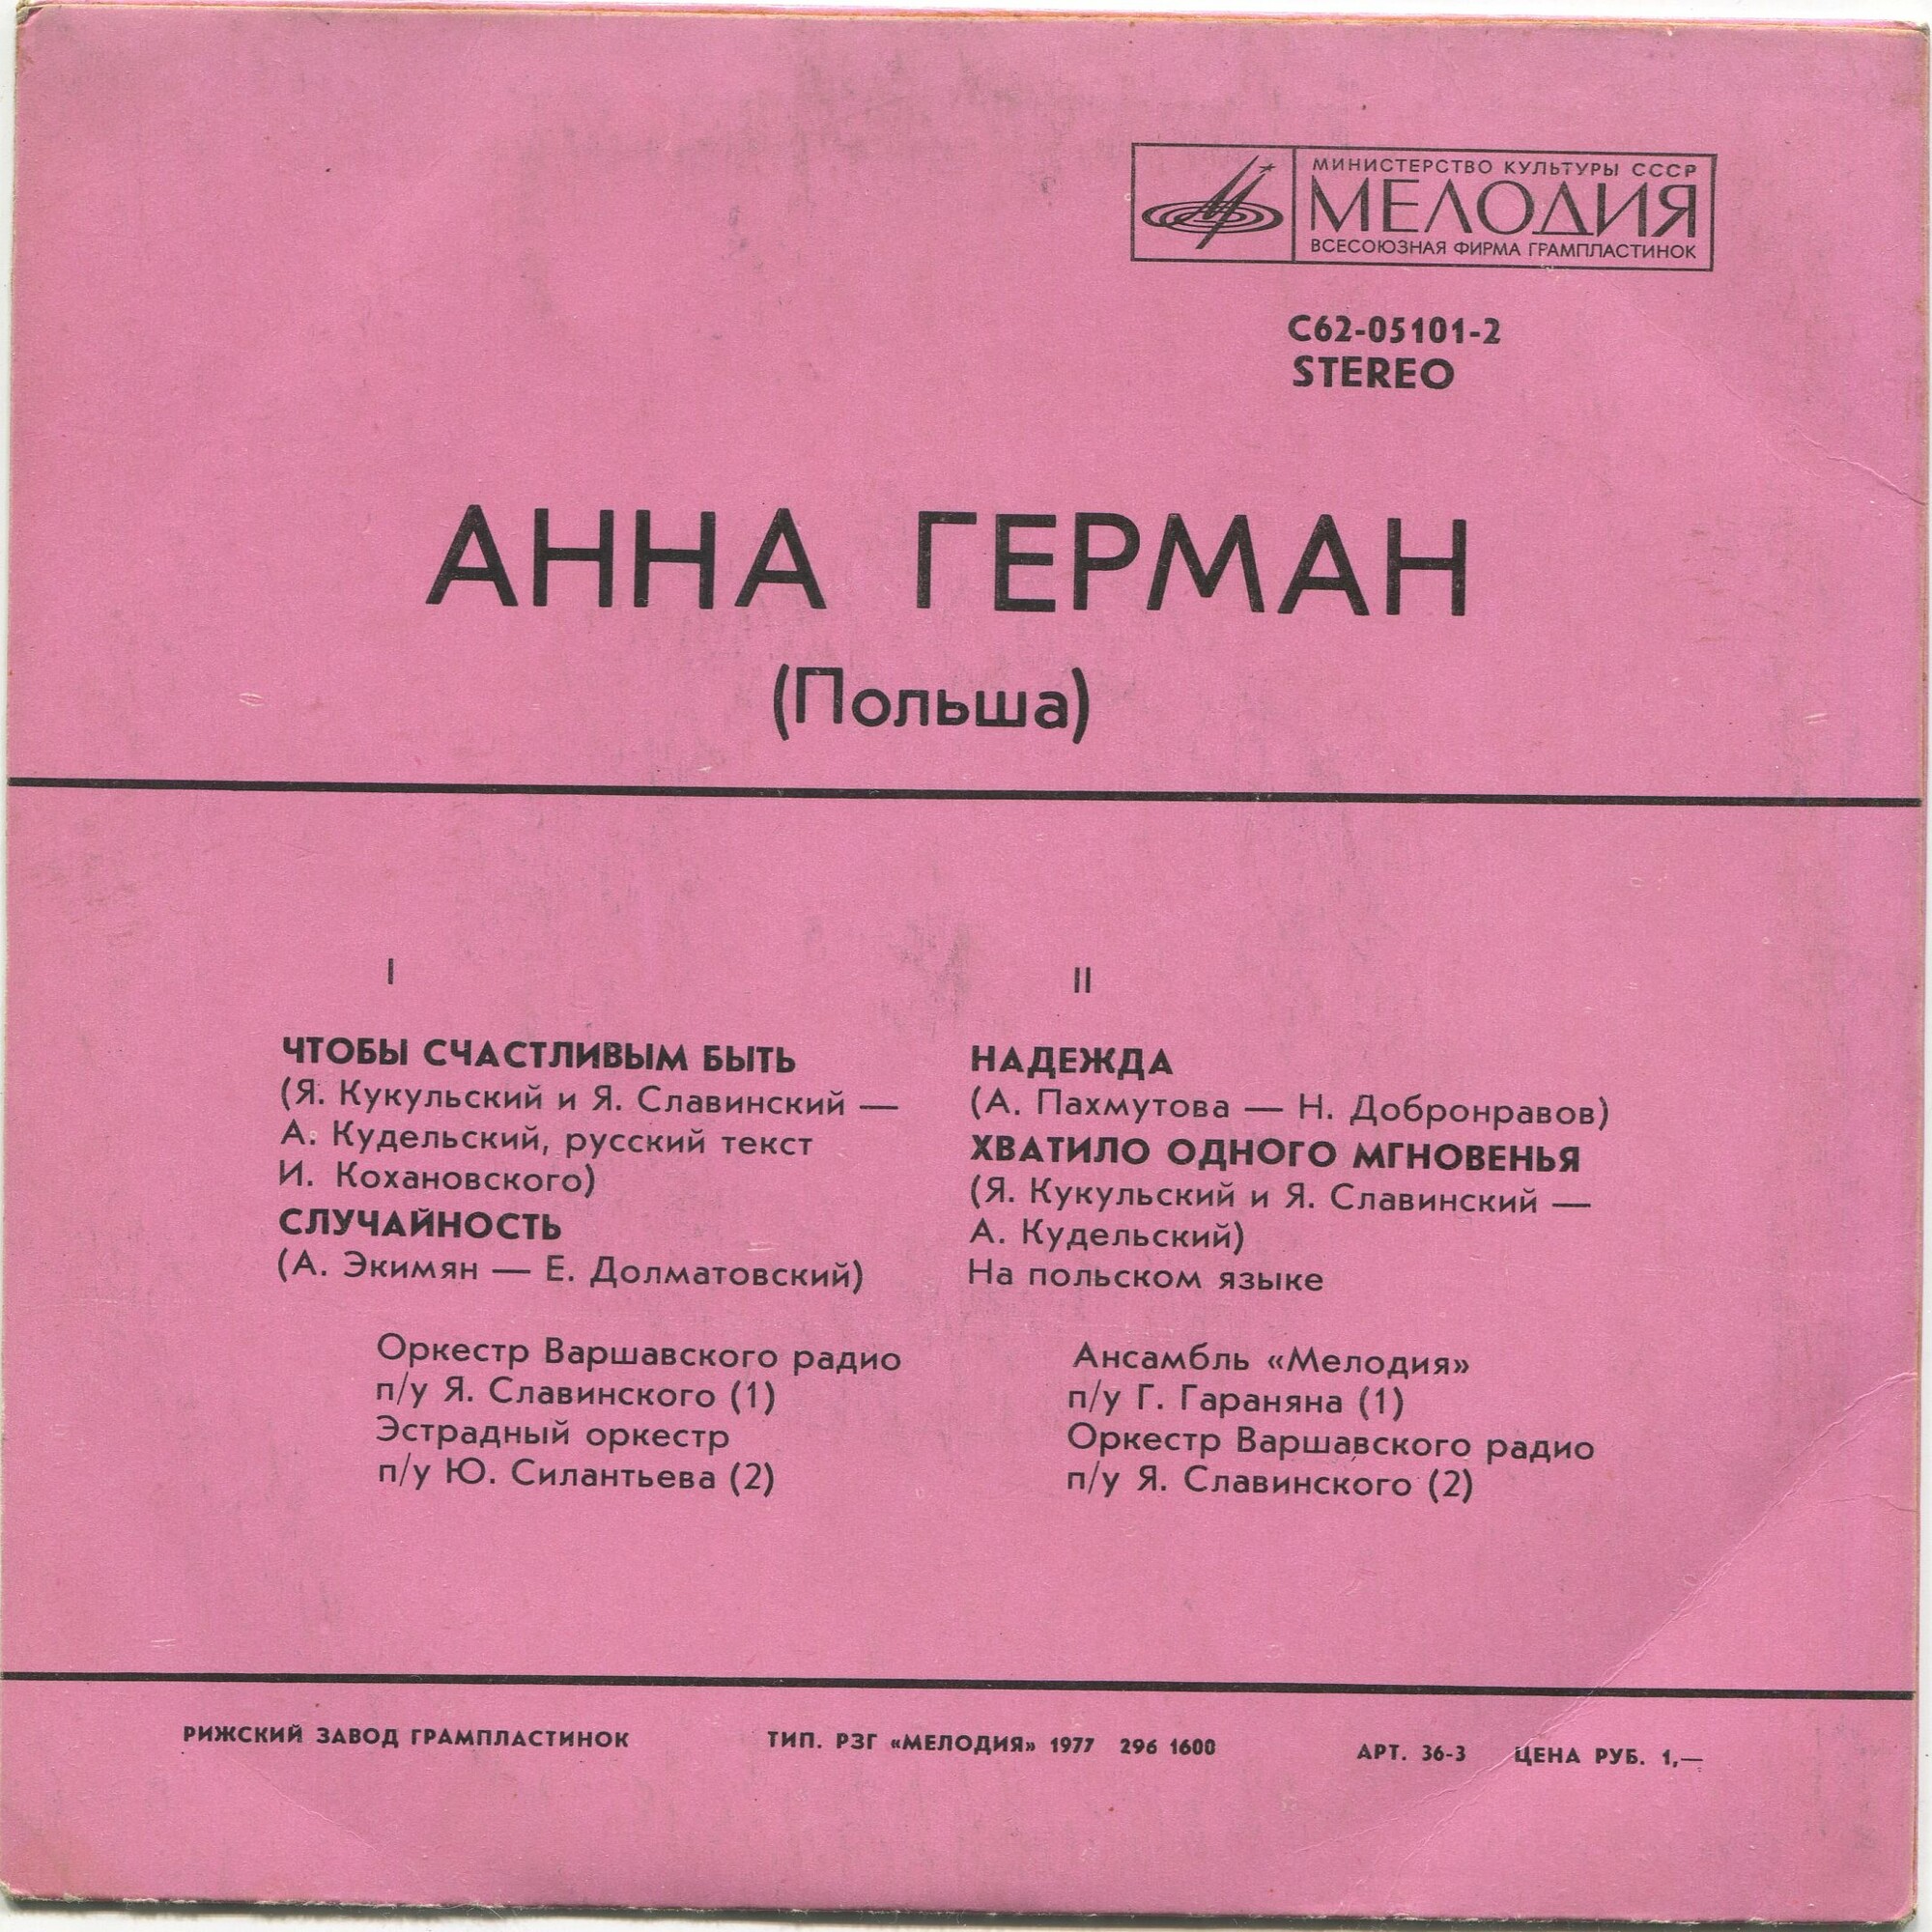 МИНИСТЕРСТВО КУЛЬТУРЫ СССР
МЕЛОДИЯ
ВСЕСОЮЗНАЯ ФИРМА ГРАМПЛАСТИНОК
С62-05101-2
STEREO
АННА ГЕРМАН
(Польша)
I
ЧТОБЫ СЧАСТЛИВЫМ БЫТЬ
(Я. Кукульский и Я. Славинский —
А. Кудельский, русский текст
И. Кохановского)
СЛУЧАЙНОСТЬ
(А. Экимян — Е. Долматовский)
Оркестр Варшавского радио
п/у Я. Славинского (1)
Эстрадный оркестр
п/у Ю. Силантьева (2)
II
НАДЕЖДА
(А. Пахмутова — Н. Добронравов)
ХВАТИЛО ОДНОГО МГНОВЕНЬЯ
(Я. Кукульский и Я. Славинский —
А. Кудельский)
На польском языке
Ансамбль «Мелодия»
п/у Г. Гараняна (1)
Оркестр Варшавского радио
п/у Я. Славинского (2)
РИЖСКИЙ ЗАВОД ГРАМПЛАСТИНОК ТИП. РЗГ «МЕЛОДИЯ» 1977 296 1600 АРТ. 36-3 ЦЕНА РУБ. 1,—